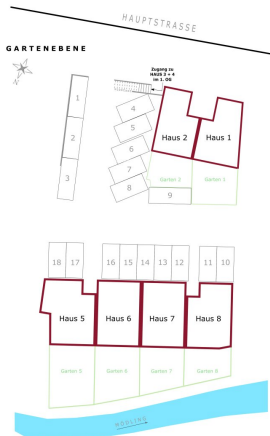 HAUPTSTRASSE
GARTENEBENE
Zugang zu
HAUS 3 + 4
im 1. OG
1
2
3
4
5
6
7
8
9
Haus 2
Haus 1
Garten 2
Garten 1
18 17
16 15 14 13 12
11 10
Haus 5
Haus 6
Haus 7
Haus 8
Garten 5
Garten 6
Garten 7
Garten 8
MÖDLING